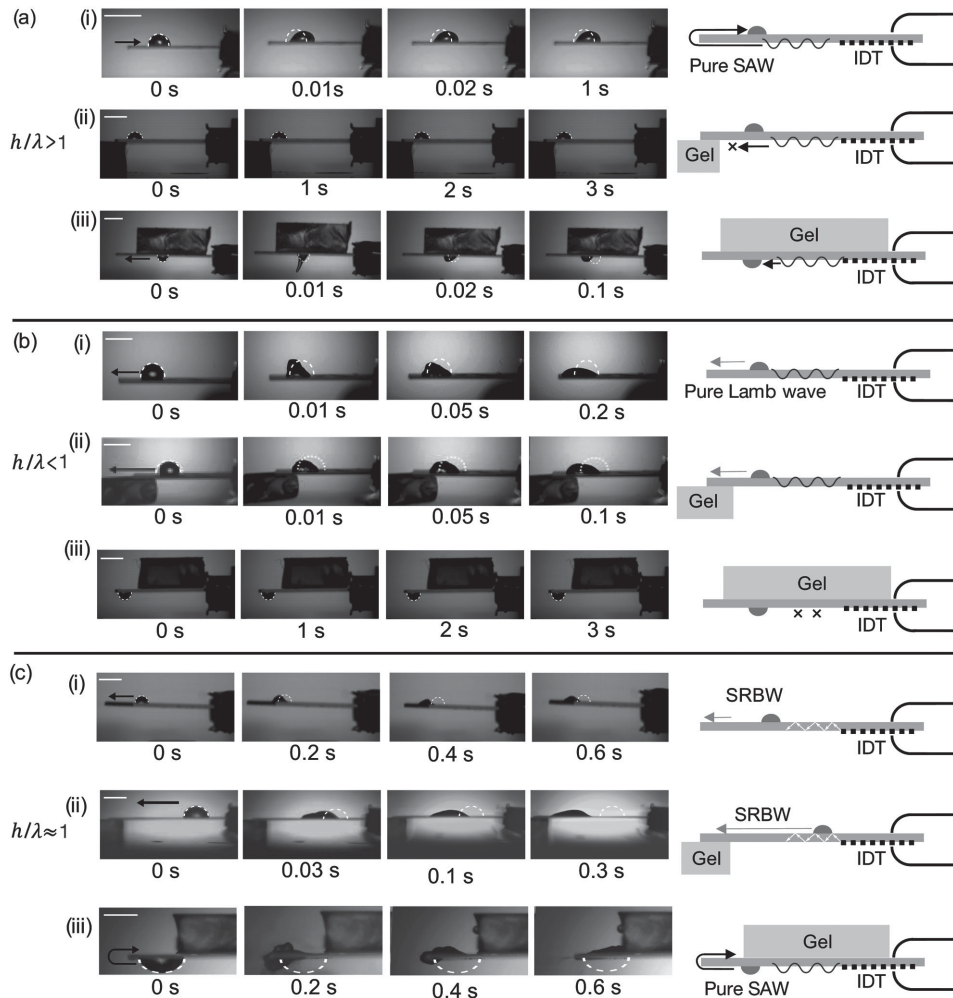 (a) (i)
0 s 0.01s 0.02 s 1 s
Pure SAW IDT
(ii)
h/λ>1
0 s 1 s 2 s 3 s
Gel IDT
(iii)
0 s 0.01 s 0.02 s 0.1 s
Gel
IDT
(b) (i)
0 s 0.01 s 0.05 s 0.2 s
Pure Lamb wave IDT
(ii)
h/λ<1
0 s 0.01 s 0.05 s 0.1 s
Gel IDT
(iii)
0 s 1 s 2 s 3 s
Gel
IDT
(c) (i)
0 s 0.2 s 0.4 s 0.6 s
SRBW
IDT
(ii)
h/λ≈1
0 s 0.03 s 0.1 s 0.3 s
SRBW
Gel IDT
(iii)
0 s 0.2 s 0.4 s 0.6 s
Gel
Pure SAW IDT